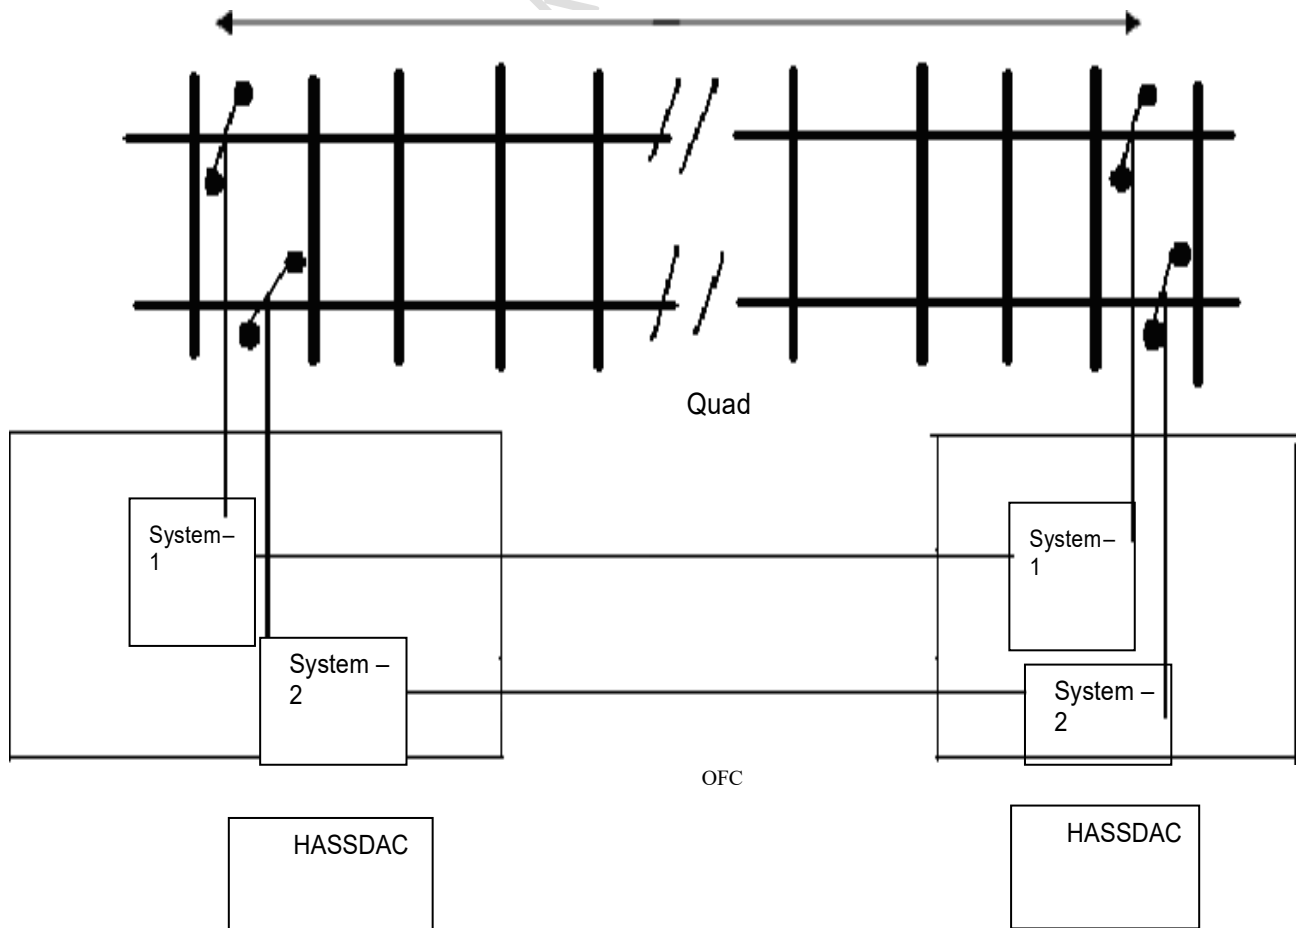 Quad
System–
1
System–
1
System –
2
System –
2
OFC
HASSDAC
HASSDAC